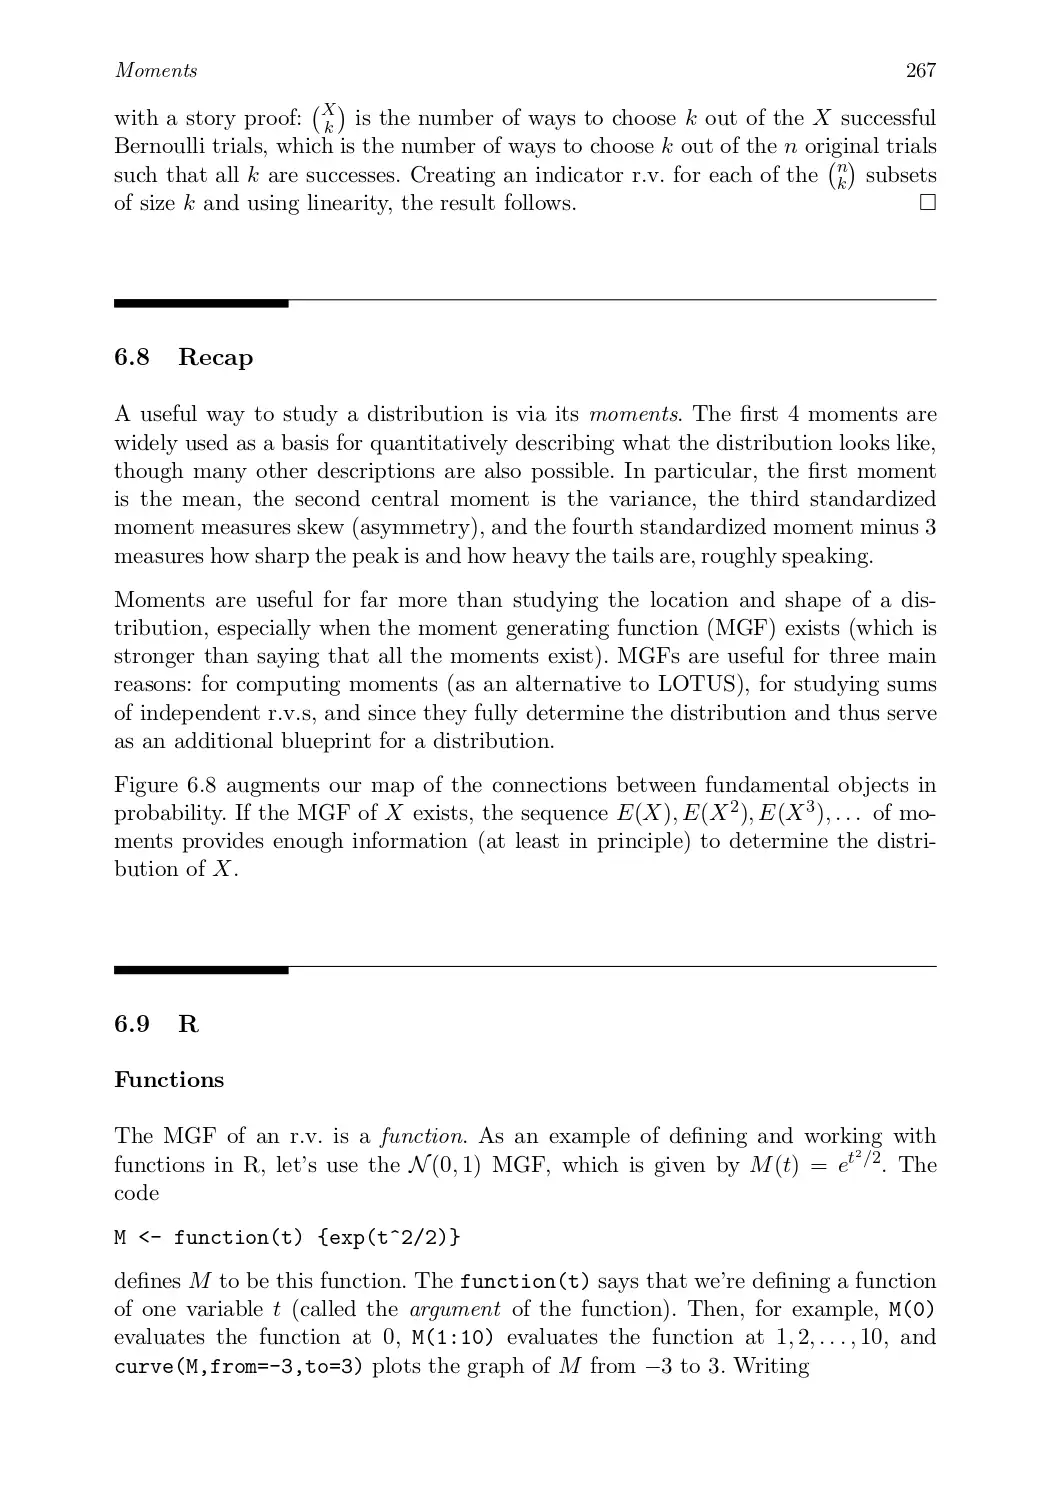 Moments 267
with a story proof: (X k) is the number of ways to choose k out of the X successful
Bernoulli trials, which is the number of ways to choose k out of the n original trials
such that all k are successes. Creating an indicator r.v. for each of the (n k) subsets
of size k and using linearity, the result follows. □
6.8 Recap
A useful way to study a distribution is via its moments. The first 4 moments are
widely used as a basis for quantitatively describing what the distribution looks like,
though many other descriptions are also possible. In particular, the first moment
is the mean, the second central moment is the variance, the third standardized
moment measures skew (asymmetry), and the fourth standardized moment minus 3
measures how sharp the peak is and how heavy the tails are, roughly speaking.
Moments are useful for far more than studying the location and shape of a dis-
tribution, especially when the moment generating function (MGF) exists (which is
stronger than saying that all the moments exist). MGFs are useful for three main
reasons: for computing moments (as an alternative to LOTUS), for studying sums
of independent r.v.s, and since they fully determine the distribution and thus serve
as an additional blueprint for a distribution.
Figure 6.8 augments our map of the connections between fundamental objects in
probability. If the MGF of X exists, the sequence E(X), E(X²), E(X³), . . . of mo-
ments provides enough information (at least in principle) to determine the distri-
bution of X.
6.9 R
Functions
The MGF of an r.v. is a function. As an example of defining and working with
functions in R, let's use the N(0, 1) MGF, which is given by M(t) = e^{t²/2}. The
code
M <- function(t) {exp(t^2/2)}
defines M to be this function. The function(t) says that we're defining a function
of one variable t (called the argument of the function). Then, for example, M(0)
evaluates the function at 0, M(1:10) evaluates the function at 1, 2, . . . , 10, and
curve(M,from=-3,to=3) plots the graph of M from −3 to 3. Writing